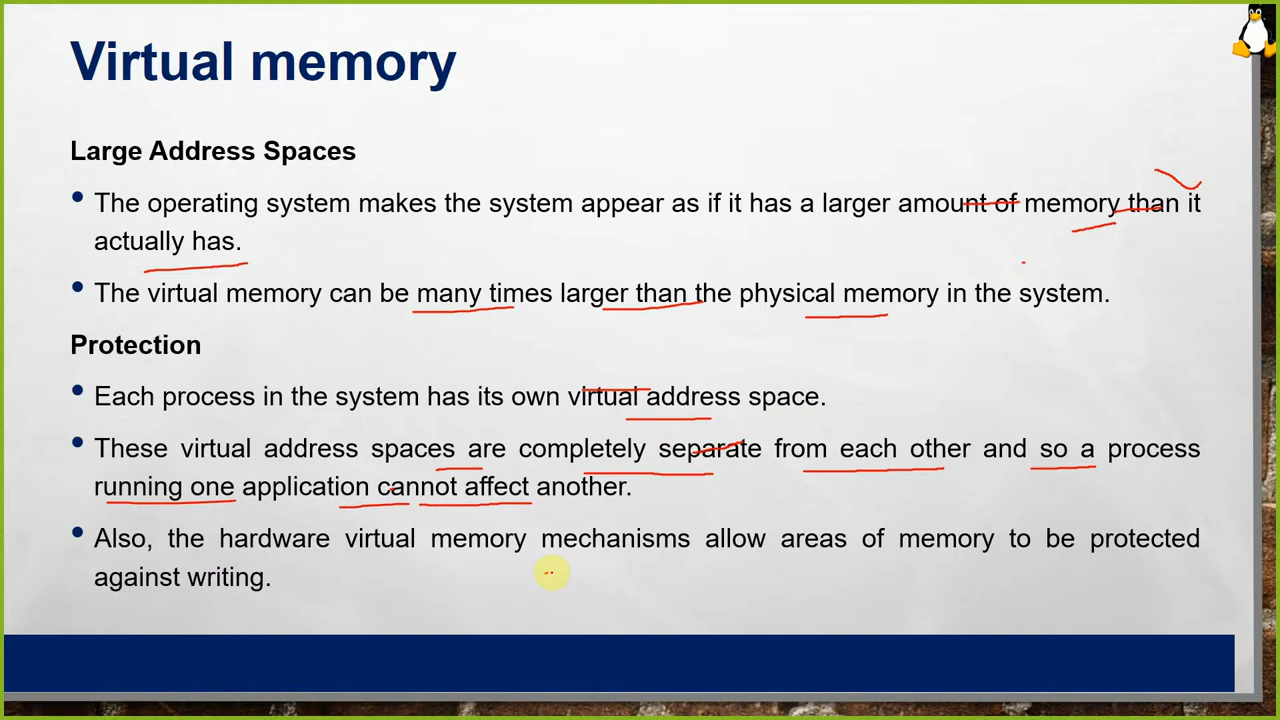 Virtual memory
Large Address Spaces
• The operating system makes the system appear as if it has a larger amount of memory than it
actually has.
• The virtual memory can be many times larger than the physical memory in the system.
Protection
• Each process in the system has its own virtual address space.
• These virtual address spaces are completely separate from each other and so a process
running one application cannot affect another.
• Also, the hardware virtual memory mechanisms allow areas of memory to be protected
against writing.